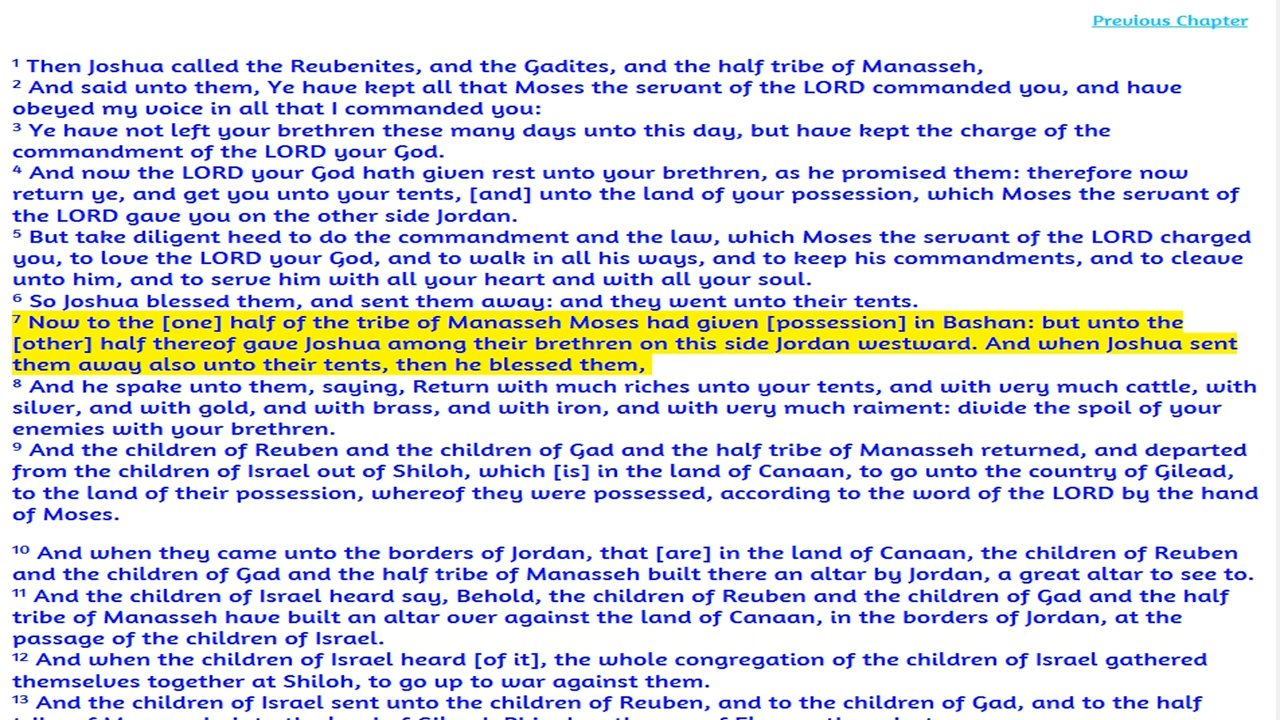 Previous Chapter
¹ Then Joshua called the Reubenites, and the Gadites, and the half tribe of Manasseh,
² And said unto them, Ye have kept all that Moses the servant of the LORD commanded you, and have
obeyed my voice in all that I commanded you:
³ Ye have not left your brethren these many days unto this day, but have kept the charge of the
commandment of the LORD your God.
⁴ And now the LORD your God hath given rest unto your brethren, as he promised them: therefore now
return ye, and get you unto your tents, [and] unto the land of your possession, which Moses the servant of
the LORD gave you on the other side Jordan.
⁵ But take diligent heed to do the commandment and the law, which Moses the servant of the LORD charged
you, to love the LORD your God, and to walk in all his ways, and to keep his commandments, and to cleave
unto him, and to serve him with all your heart and with all your soul.
⁶ So Joshua blessed them, and sent them away: and they went unto their tents.
⁷ Now to the [one] half of the tribe of Manasseh Moses had given [possession] in Bashan: but unto the
[other] half thereof gave Joshua among their brethren on this side Jordan westward. And when Joshua sent
them away also unto their tents, then he blessed them,
⁸ And he spake unto them, saying, Return with much riches unto your tents, and with very much cattle, with
silver, and with gold, and with brass, and with iron, and with very much raiment: divide the spoil of your
enemies with your brethren.
⁹ And the children of Reuben and the children of Gad and the half tribe of Manasseh returned, and departed
from the children of Israel out of Shiloh, which [is] in the land of Canaan, to go unto the country of Gilead,
to the land of their possession, whereof they were possessed, according to the word of the LORD by the hand
of Moses.
¹⁰ And when they came unto the borders of Jordan, that [are] in the land of Canaan, the children of Reuben
and the children of Gad and the half tribe of Manasseh built there an altar by Jordan, a great altar to see to.
¹¹ And the children of Israel heard say, Behold, the children of Reuben and the children of Gad and the half
tribe of Manasseh have built an altar over against the land of Canaan, in the borders of Jordan, at the
passage of the children of Israel.
¹² And when the children of Israel heard [of it], the whole congregation of the children of Israel gathered
themselves together at Shiloh, to go up to war against them.
¹³ And the children of Israel sent unto the children of Reuben, and to the children of Gad, and to the half